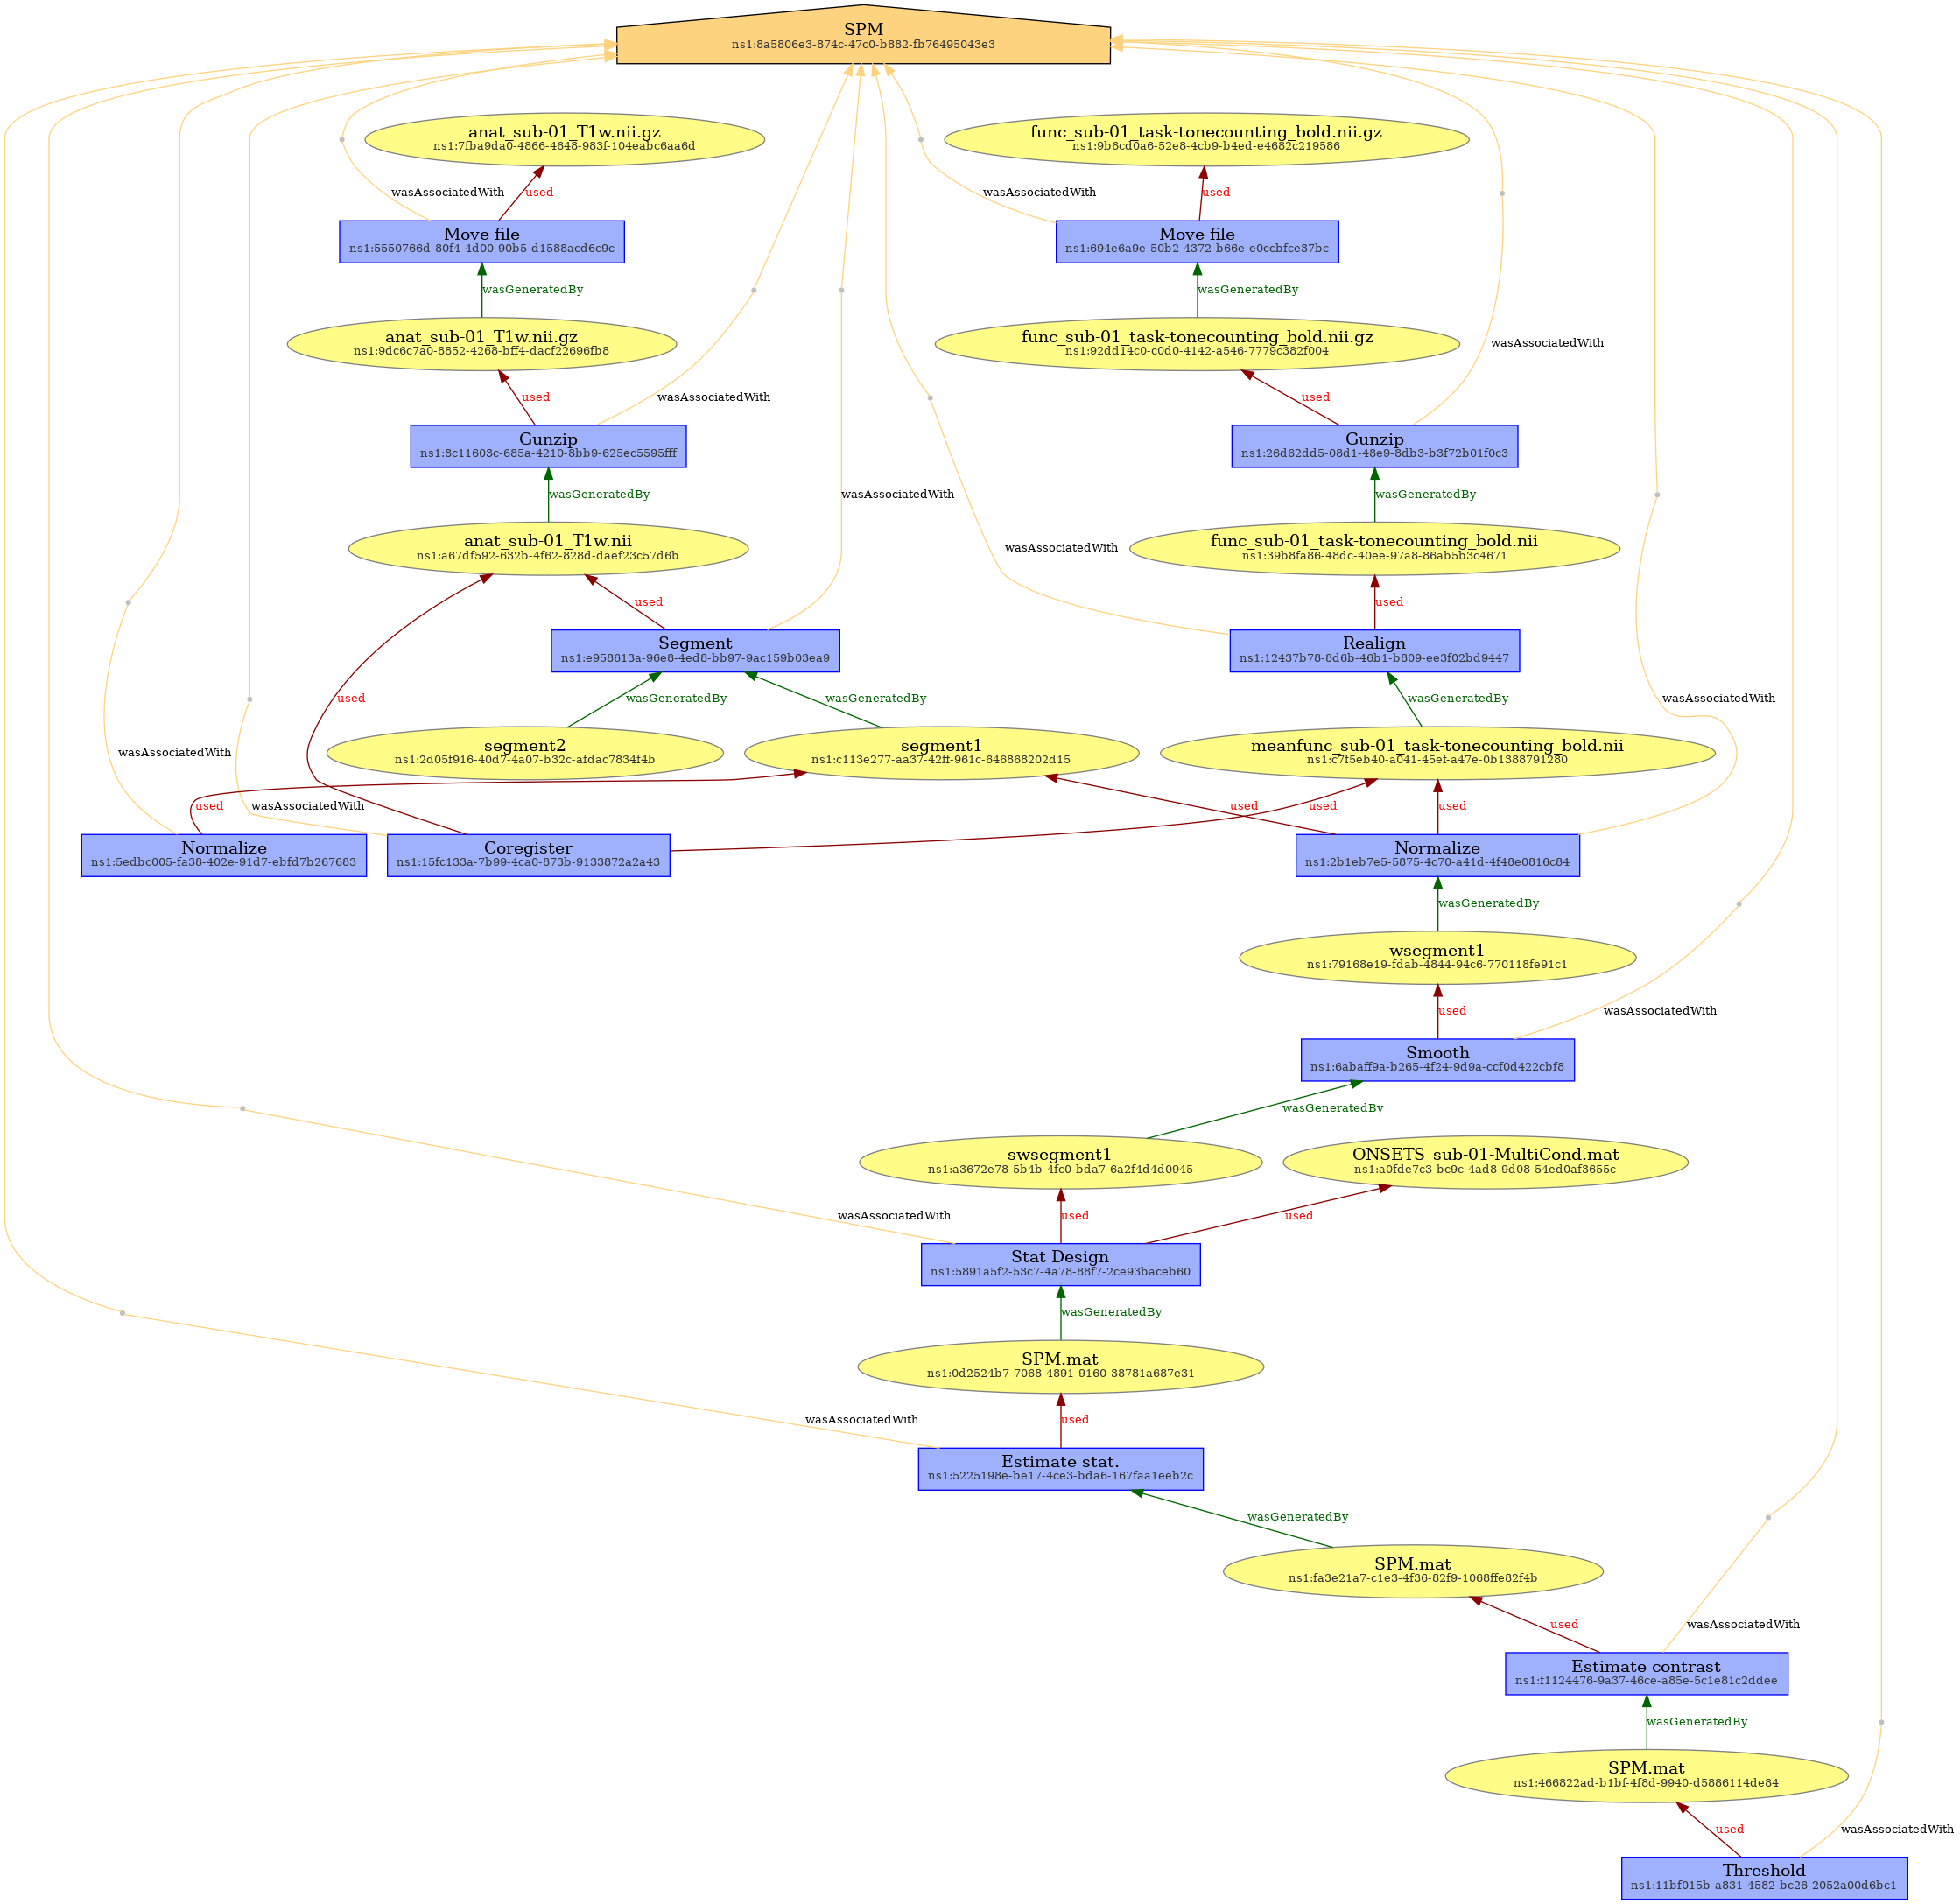 SPM
ns1:8a5806e3-874c-47c0-b882-fb76495043e3
anat_sub-01_T1w.nii.gz
ns1:7fba9da0-4866-4648-983f-104eabc6aa6d
func_sub-01_task-tonecounting_bold.nii.gz
ns1:9b6cd0a6-52e8-4cb9-b4ed-e4682c219586
wasAssociatedWith
used
wasAssociatedWith
used
Move file
ns1:5550766d-80f4-4d00-90b5-d1588acd6c9c
Move file
ns1:694e6a9e-50b2-4372-b66e-e0ccbfce37bc
wasGeneratedBy
wasGeneratedBy
anat_sub-01_T1w.nii.gz
ns1:9dc6c7a0-8852-4268-bff4-dacf22696fb8
func_sub-01_task-tonecounting_bold.nii.gz
ns1:92dd14c0-c0d0-4142-a546-7779c382f004
wasAssociatedWith
used
wasAssociatedWith
used
Gunzip
ns1:8c11603c-685a-4210-8bb9-625ec5595fff
Gunzip
ns1:26d62dd5-08d1-48e9-8db3-b3f72b01f0c3
wasGeneratedBy
wasAssociatedWith
wasGeneratedBy
anat_sub-01_T1w.nii
ns1:a67df592-632b-4f62-828d-daef23c57d6b
wasAssociatedWith
func_sub-01_task-tonecounting_bold.nii
ns1:39b8fa86-48dc-40ee-97a8-86ab5b3c4671
used
used
Segment
ns1:e958613a-96e8-4ed8-bb97-9ac159b03ea9
Realign
ns1:12437b78-8d6b-46b1-b809-ee3f02bd9447
used
wasGeneratedBy
wasGeneratedBy
wasGeneratedBy
wasAssociatedWith
wasAssociatedWith
segment2
ns1:2d05f916-40d7-4a07-b32c-afdac7834f4b
segment1
ns1:c113e277-aa37-42ff-961c-646868202d15
meanfunc_sub-01_task-tonecounting_bold.nii
ns1:c7f5eb40-a041-45ef-a47e-0b1388791280
used
wasAssociatedWith
used
used
used
Normalize
ns1:5edbc005-fa38-402e-91d7-ebfd7b267683
Coregister
ns1:15fc133a-7b99-4ca0-873b-9133872a2a43
Normalize
ns1:2b1eb7e5-5875-4c70-a41d-4f48e0816c84
wasGeneratedBy
wsegment1
ns1:79168e19-fdab-4844-94c6-770118fe91c1
used
wasAssociatedWith
Smooth
ns1:6abaff9a-b265-4f24-9d9a-ccf0d422cbf8
wasGeneratedBy
swsegment1
ns1:a3672e78-5b4b-4fc0-bda7-6a2f4d4d0945
ONSETS_sub-01-MultiCond.mat
ns1:a0fde7c3-bc9c-4ad8-9d08-54ed0af3655c
wasAssociatedWith
used
used
Stat Design
ns1:5891a5f2-53c7-4a78-88f7-2ce93baceb60
wasGeneratedBy
SPM.mat
ns1:0d2524b7-7068-4891-9160-38781a687e31
wasAssociatedWith
used
Estimate stat.
ns1:5225198e-be17-4ce3-bda6-167faa1eeb2c
wasGeneratedBy
SPM.mat
ns1:fa3e21a7-c1e3-4f36-82f9-1068ffe82f4b
used
wasAssociatedWith
Estimate contrast
ns1:f1124476-9a37-46ce-a85e-5c1e81c2ddee
wasGeneratedBy
SPM.mat
ns1:466822ad-b1bf-4f8d-9940-d5886114de84
used
wasAssociatedWith
Threshold
ns1:11bf015b-a831-4582-bc26-2052a00d6bc1